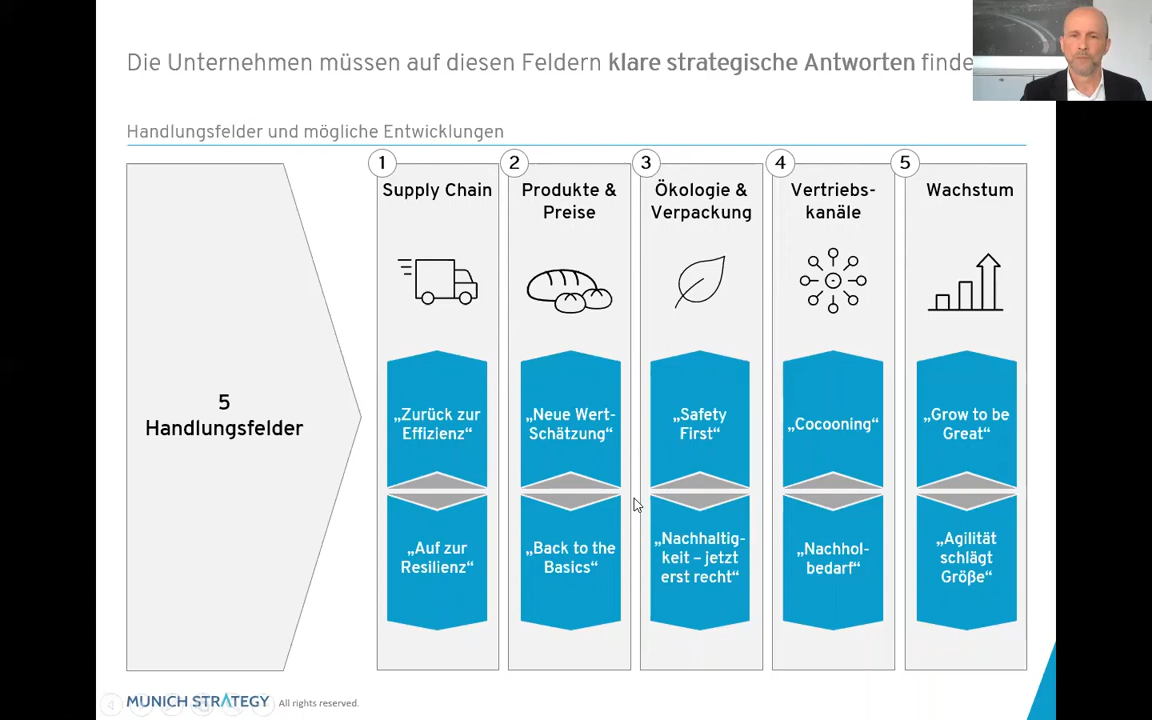 Die Unternehmen müssen auf diesen Feldern klare strategische Antworten finde
Handlungsfelder und mögliche Entwicklungen
5
Handlungsfelder
1
Supply Chain
„Zurück zur
Effizienz“
„Auf zur
Resilienz“
2
Produkte &
Preise
„Neue Wert-
Schätzung“
„Back to the
Basics“
3
Ökologie &
Verpackung
„Safety
First“
„Nachhaltig-
keit – jetzt
erst recht“
4
Vertriebs-
kanäle
„Cocooning“
„Nachhol-
bedarf“
5
Wachstum
„Grow to be
Great“
„Agilität
schlägt
Größe“
MUNICH STRATEGY All rights reserved.